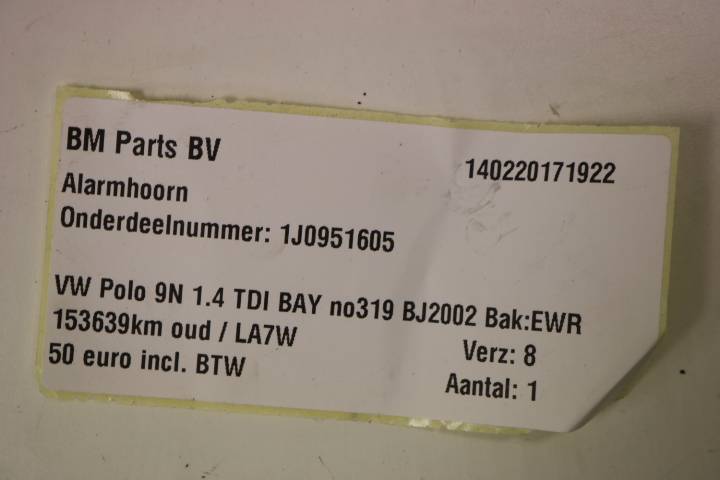 BM Parts BV
140220171922
Alarmhoorn
Onderdeelnummer: 1J0951605
VW Polo 9N 1.4 TDI BAY no319 BJ2002 Bak:EWR
153639km oud / LA7W
Verz: 8
50 euro incl. BTW
Aantal: 1